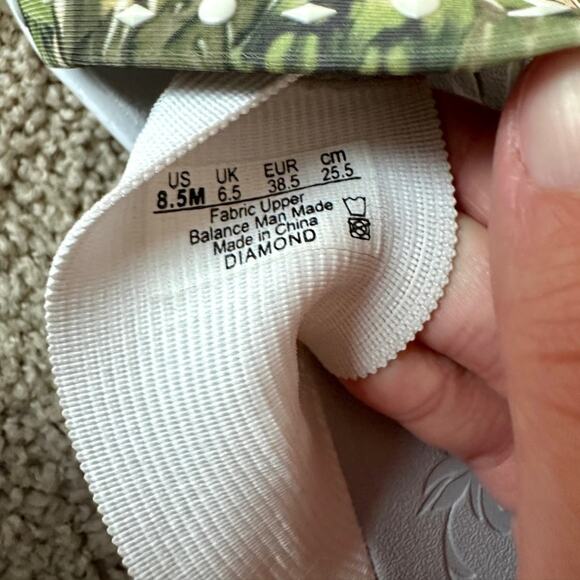 US UK EUR cm
8.5M 6.5 38.5 25.5
Fabric Upper
Balance Man Made
Made in China
DIAMOND